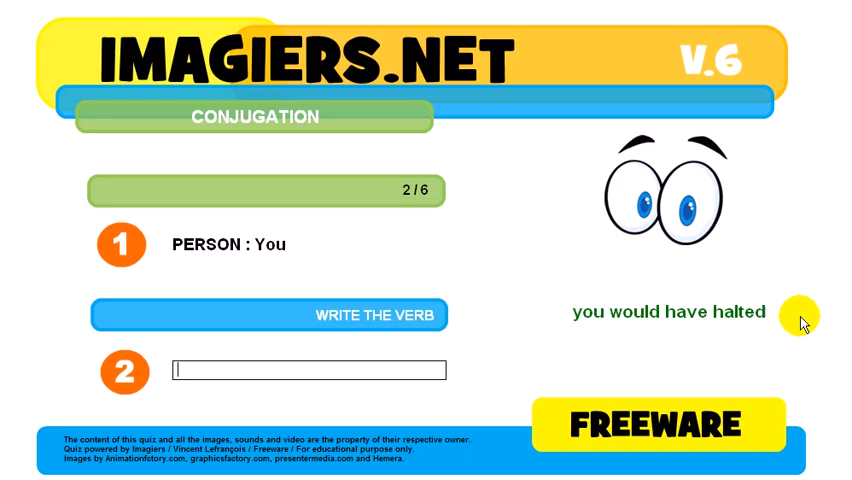 IMAGIERS.NET
V.6
CONJUGATION
2 / 6
1
PERSON : You
WRITE THE VERB
you would have halted
2
FREEWARE
The content of this quiz and all the images, sounds and video are the property of their respective owner.
Quiz powered by Imagiers / Vincent Lefrançois / Freeware / For educational purpose only.
Images by Animationfctory.com, graphicsfactory.com, presentermedia.com and Hemera.